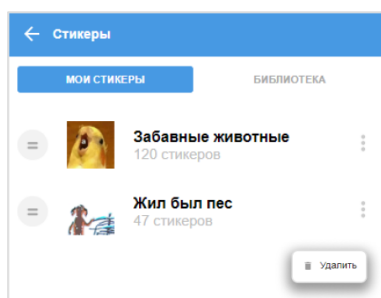 Стикеры
МОИ СТИКЕРЫ
БИБЛИОТЕКА
Забавные животные
120 стикеров
Жил был пес
47 стикеров
Удалить